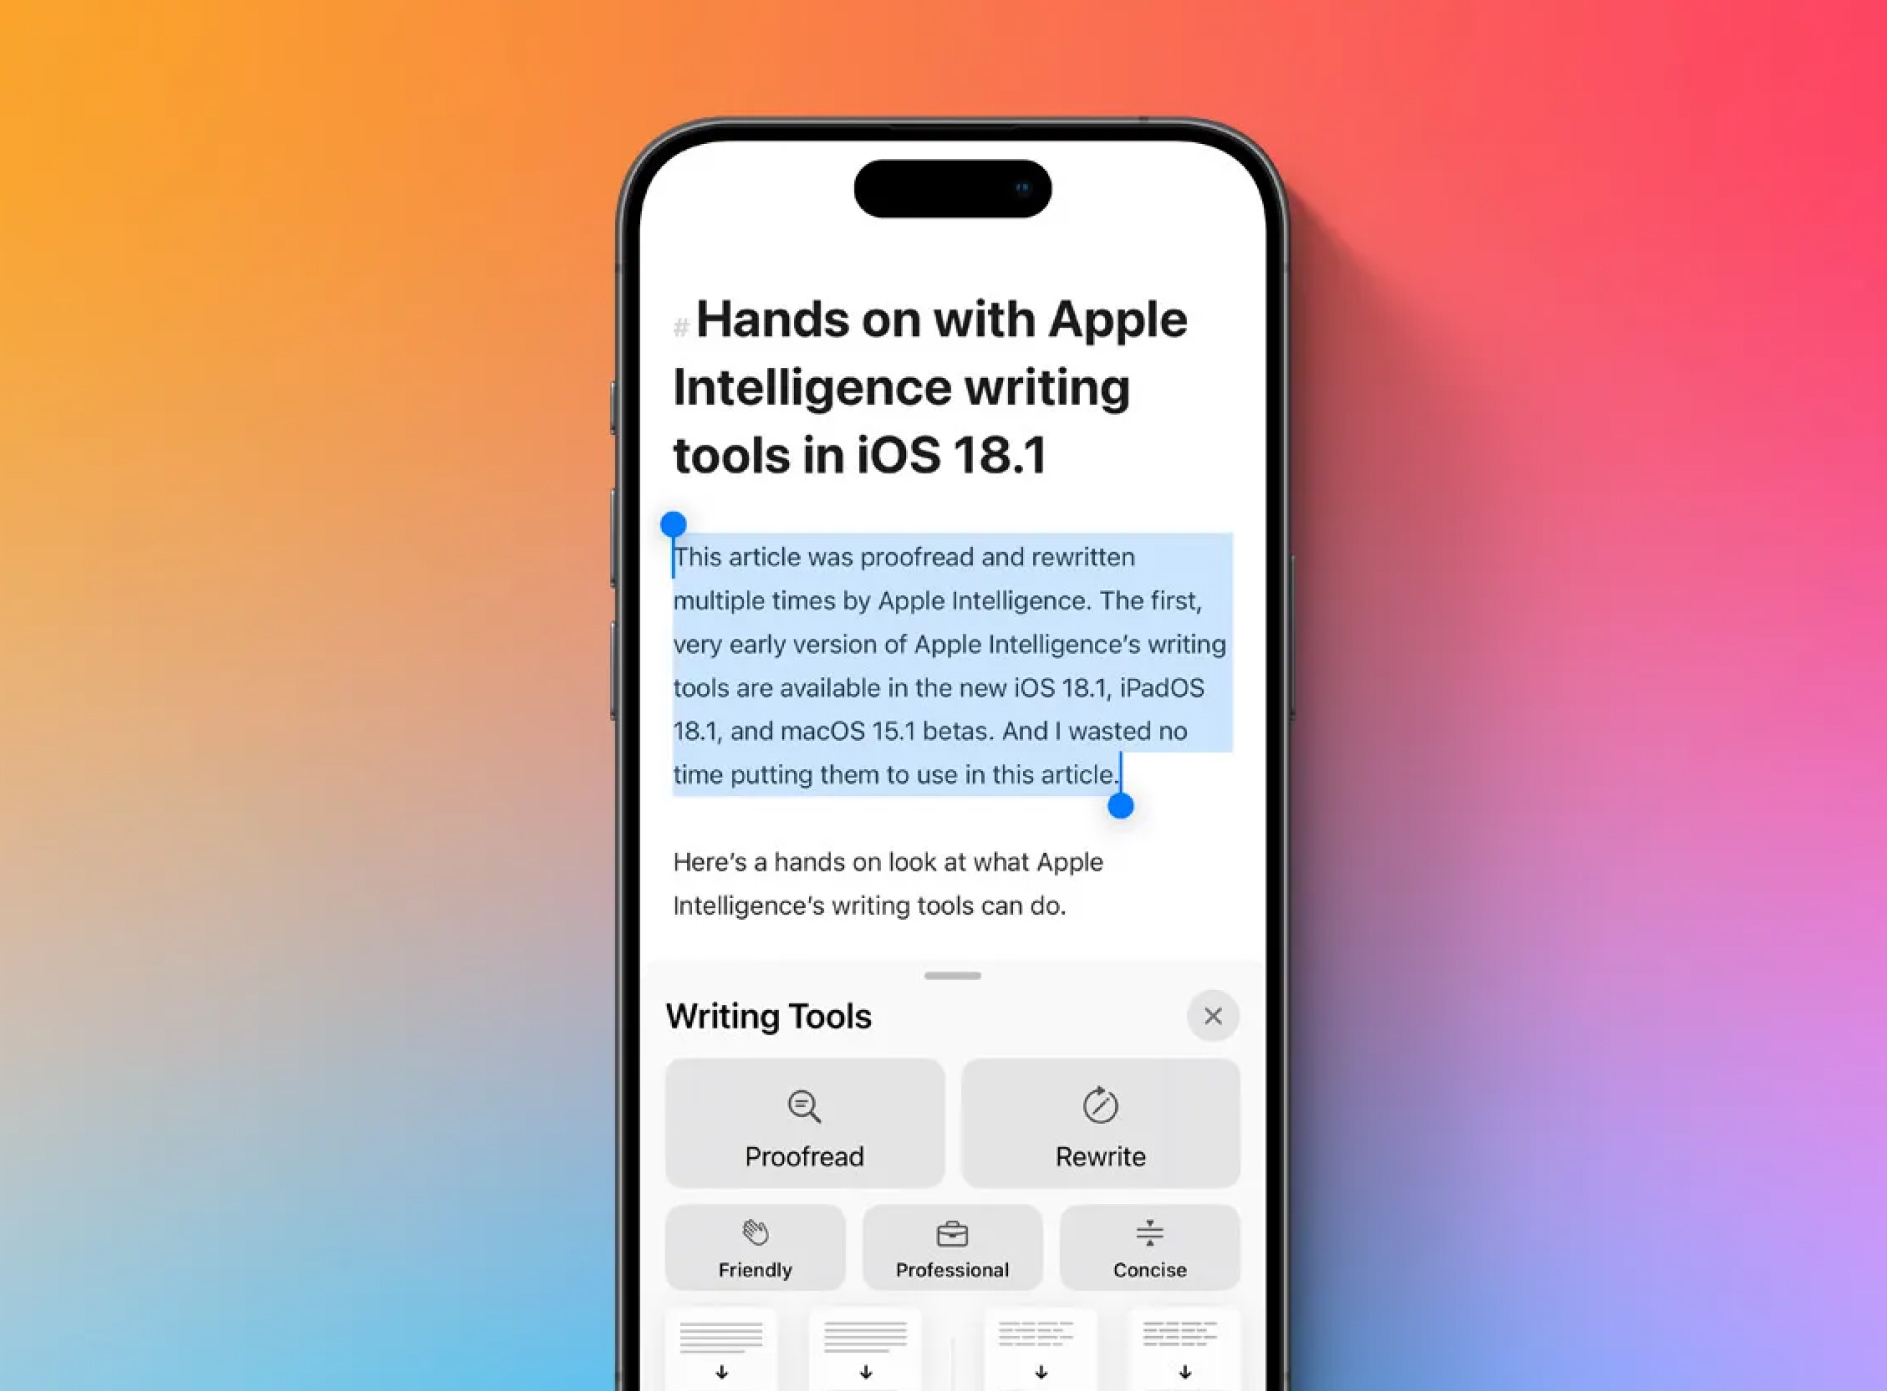 # Hands on with Apple
Intelligence writing
tools in iOS 18.1
This article was proofread and rewritten
multiple times by Apple Intelligence. The first,
very early version of Apple Intelligence’s writing
tools are available in the new iOS 18.1, iPadOS
18.1, and macOS 15.1 betas. And I wasted no
time putting them to use in this article.
Here’s a hands on look at what Apple
Intelligence’s writing tools can do.
Writing Tools
Proofread
Rewrite
Friendly
Professional
Concise